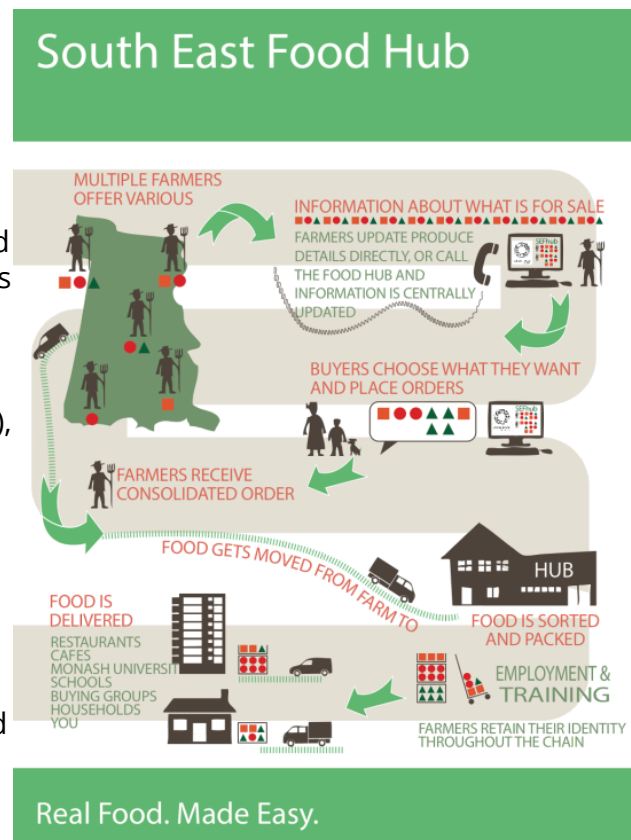 South East Food Hub
MULTIPLE FARMERS
OFFER VARIOUS
INFORMATION ABOUT WHAT IS FOR SALE
FARMERS UPDATE PRODUCE
DETAILS DIRECTLY, OR CALL
THE FOOD HUB AND
INFORMATION IS CENTRALLY
UPDATED
SEFhub
BUYERS CHOOSE WHAT THEY WANT
AND PLACE ORDERS
SEFhub
FARMERS RECEIVE
CONSOLIDATED ORDER
FOOD GETS MOVED FROM FARM TO
HUB
FOOD IS SORTED
AND PACKED
FOOD IS
DELIVERED
RESTAURANTS
CAFES
MONASH UNIVERSIT
SCHOOLS
BUYING GROUPS
HOUSEHOLDS
YOU
EMPLOYMENT &
TRAINING
FARMERS RETAIN THEIR IDENTITY
THROUGHOUT THE CHAIN
Real Food. Made Easy.